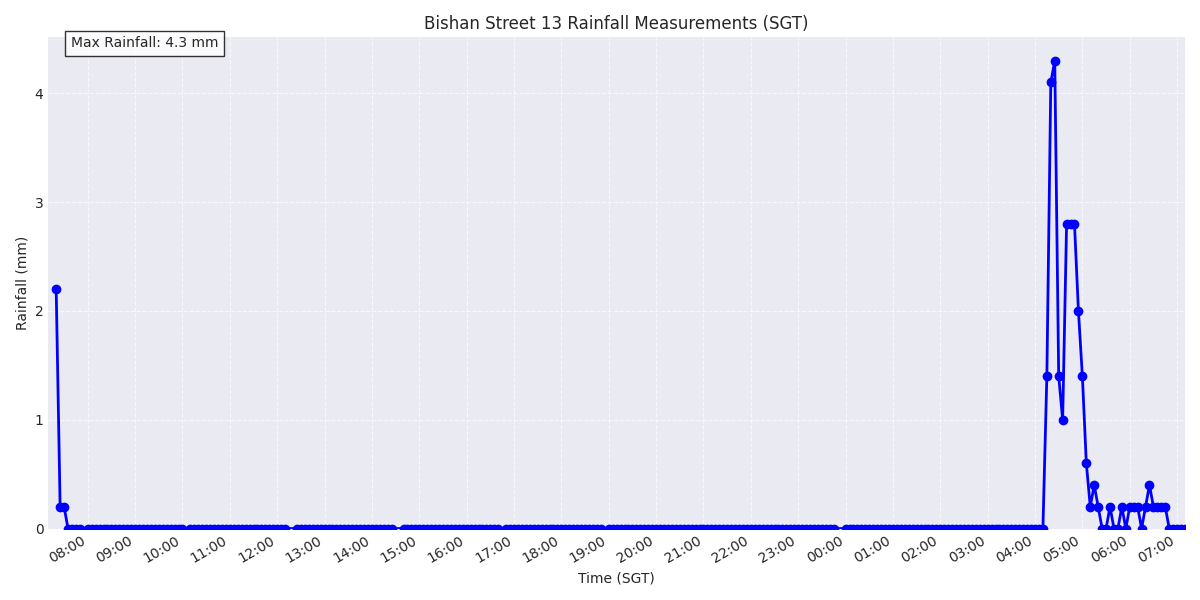 Bishan Street 13 Rainfall Measurements (SGT)
Max Rainfall: 4.3 mm
Rainfall (mm)
4
3
2
1
0
08:00 09:00 10:00 11:00 12:00 13:00 14:00 15:00 16:00 17:00 18:00 19:00 20:00 21:00 22:00 23:00 00:00 01:00 02:00 03:00 04:00 05:00 06:00 07:00
Time (SGT)